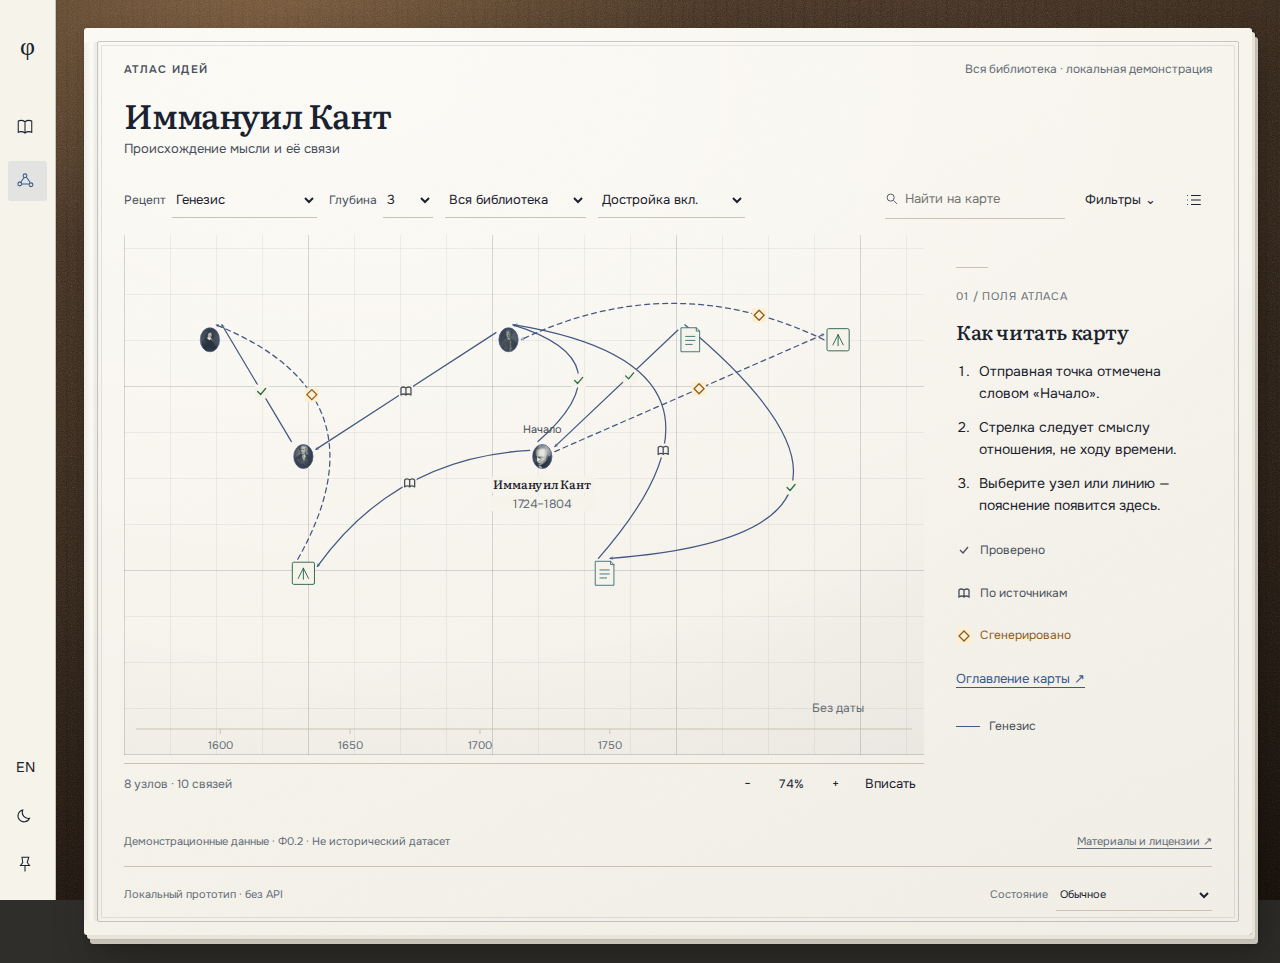 φ
АТЛАС ИДЕЙ
Вся библиотека · локальная демонстрация
Иммануил Кант
Происхождение мысли и её связи
Рецепт Генезис Глубина 3 Вся библиотека Достройка вкл. Найти на карте Фильтры
01 / ПОЛЯ АТЛАСА
Как читать карту
1. Отправная точка отмечена
словом «Начало».
2. Стрелка следует смыслу
отношения, не ходу времени.
3. Выберите узел или линию —
пояснение появится здесь.
Проверено
По источникам
Сгенерировано
Оглавление карты ↗
Генезис
Начало
Иммануил Кант
1724–1804
Без даты
1600 1650 1700 1750
8 узлов · 10 связей
− 74% + Вписать
EN
Демонстрационные данные · Ф0.2 · Не исторический датасет
Материалы и лицензии ↗
Локальный прототип · без API
Состояние Обычное